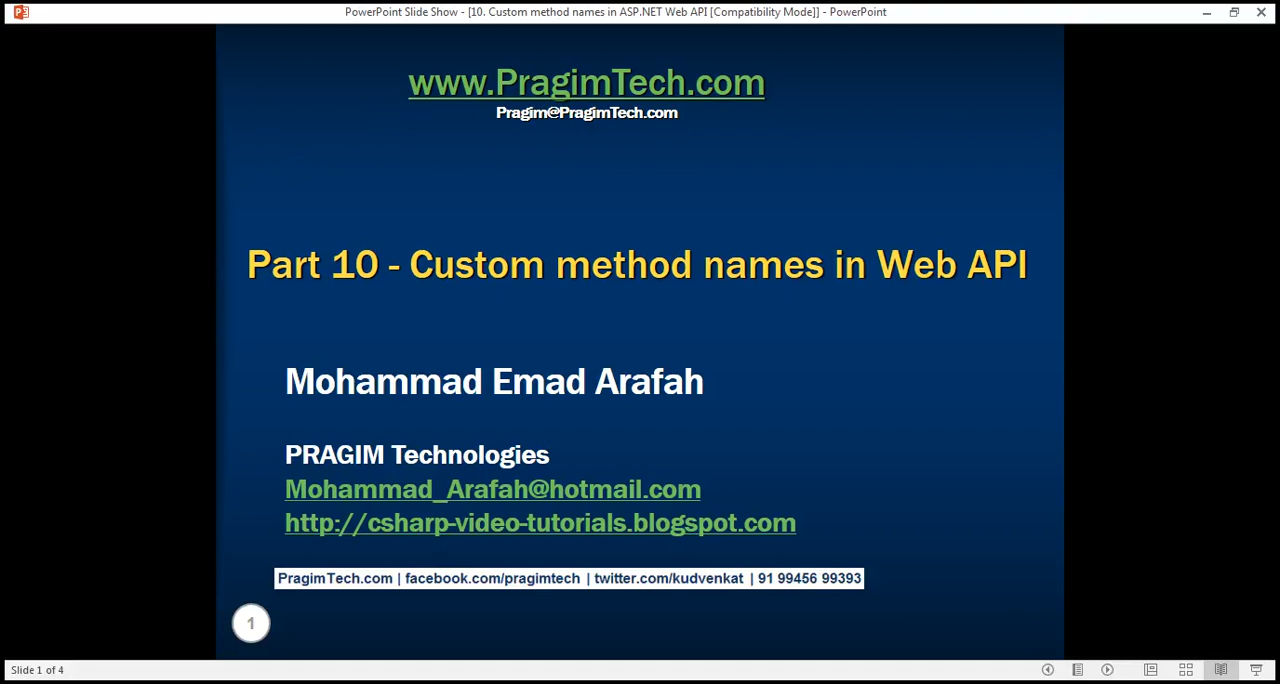 PowerPoint Slide Show - [10. Custom method names in ASP.NET Web API [Compatibility Mode]] - PowerPoint
www.PragimTech.com
Pragim@PragimTech.com
Part 10 - Custom method names in Web API
Mohammad Emad Arafah
PRAGIM Technologies
Mohammad_Arafah@hotmail.com
http://csharp-video-tutorials.blogspot.com
PragimTech.com | facebook.com/pragimtech | twitter.com/kudvenkat | 91 99456 99393
1
Slide 1 of 4